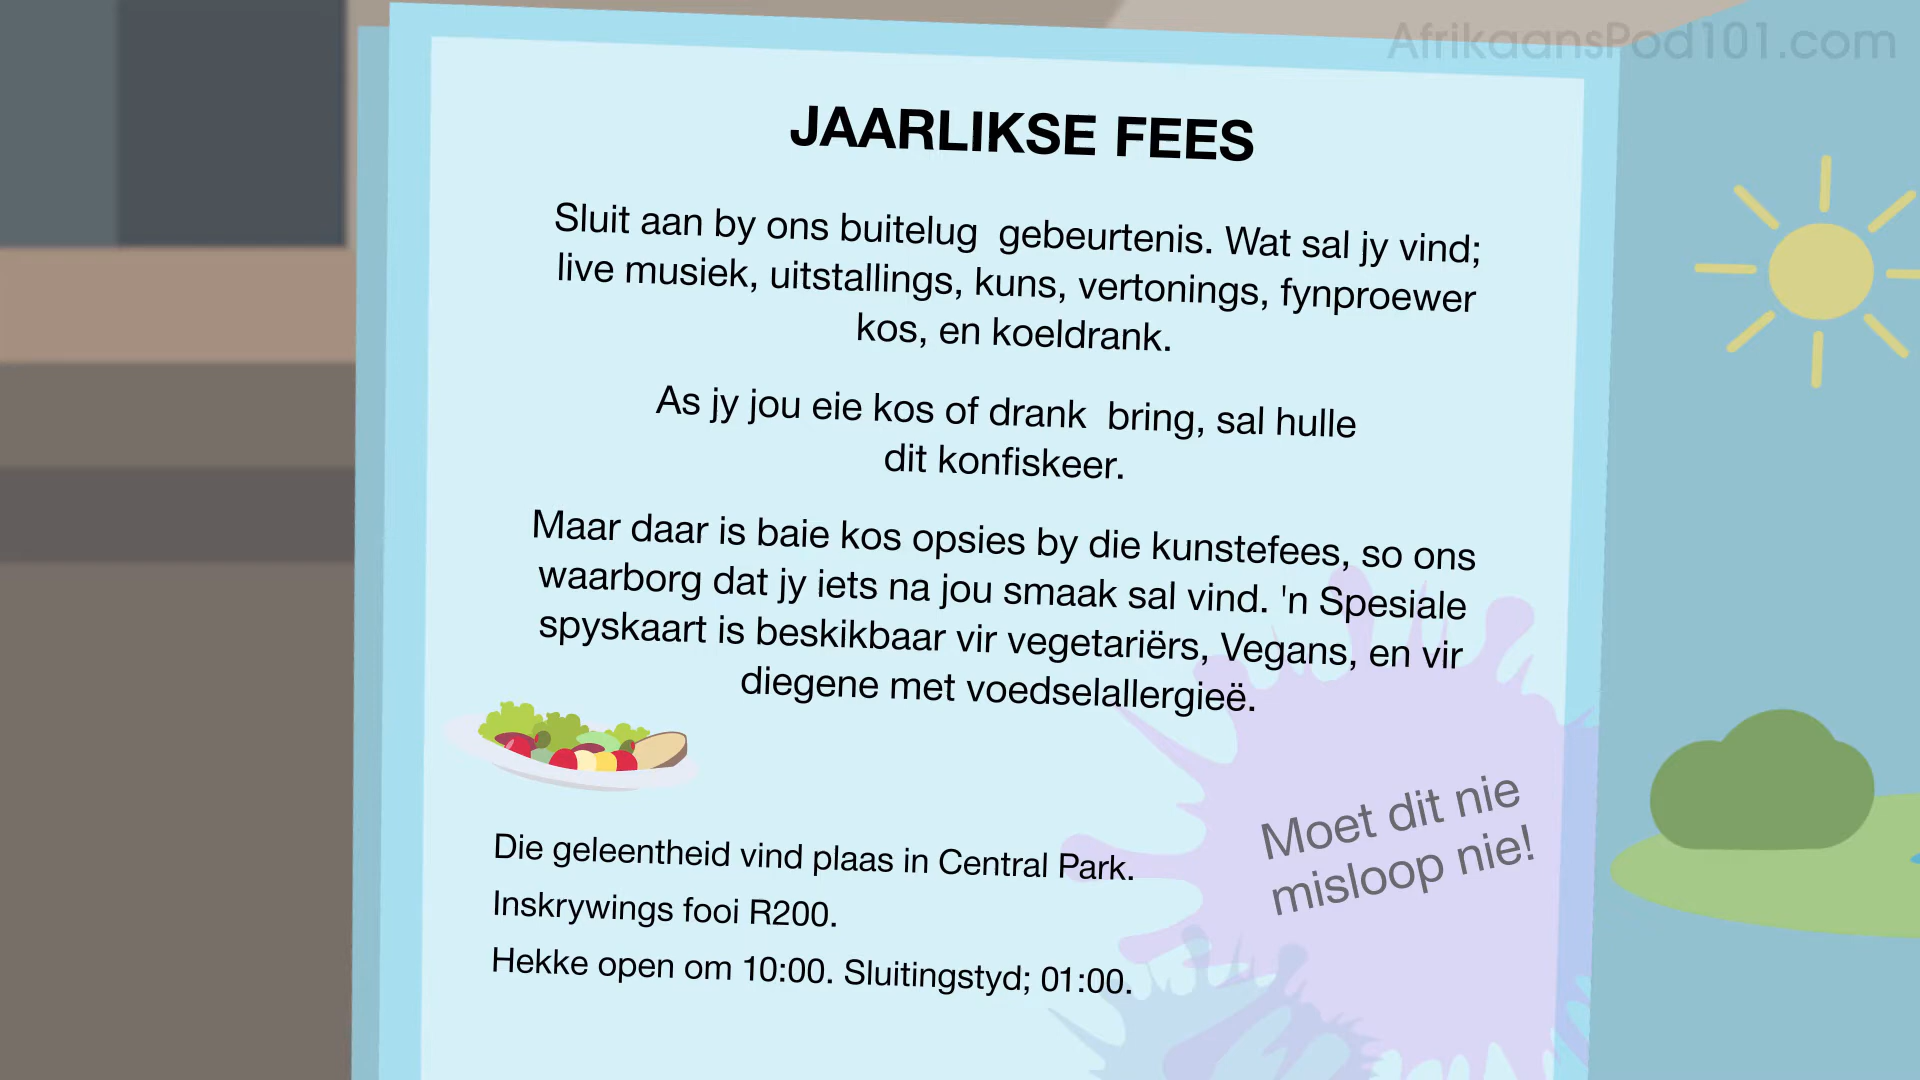 AfrikaansPod101.com
JAARLIKSE FEES
Sluit aan by ons buitelug gebeurtenis. Wat sal jy vind;
live musiek, uitstallings, kuns, vertonings, fynproewer
kos, en koeldrank.
As jy jou eie kos of drank bring, sal hulle
dit konfiskeer.
Maar daar is baie kos opsies by die kunstefees, so ons
waarborg dat jy iets na jou smaak sal vind. 'n Spesiale
spyskaart is beskikbaar vir vegetariërs, Vegans, en vir
diegene met voedselallergieë.
Moet dit nie
misloop nie!
Die geleentheid vind plaas in Central Park.
Inskrywings fooi R200.
Hekke open om 10:00. Sluitingstyd; 01:00.